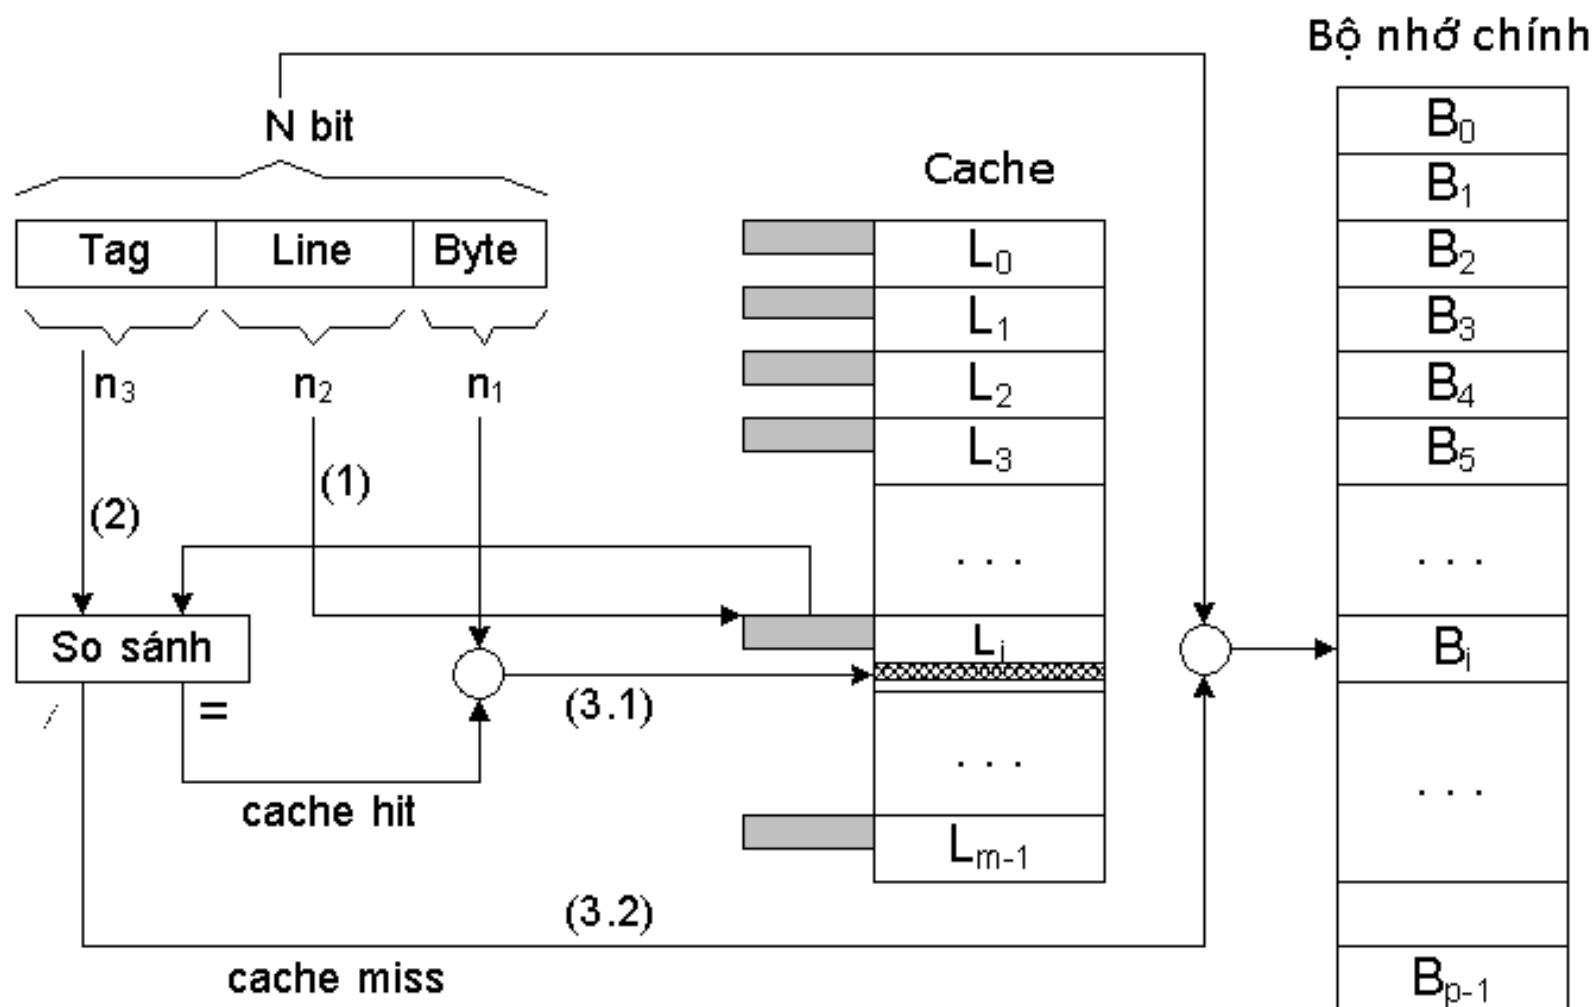 Bộ nhớ chính
N bit
Cache
Tag Line Byte
n₃ n₂ n₁
(1)
(2)
So sánh
=
cache hit
(3.1)
(3.2)
cache miss
L₀
L₁
L₂
L₃
. . .
Lᵢ
. . .
Lₘ₋₁
B₀
B₁
B₂
B₃
B₄
B₅
. . .
Bᵢ
. . .
Bₚ₋₁